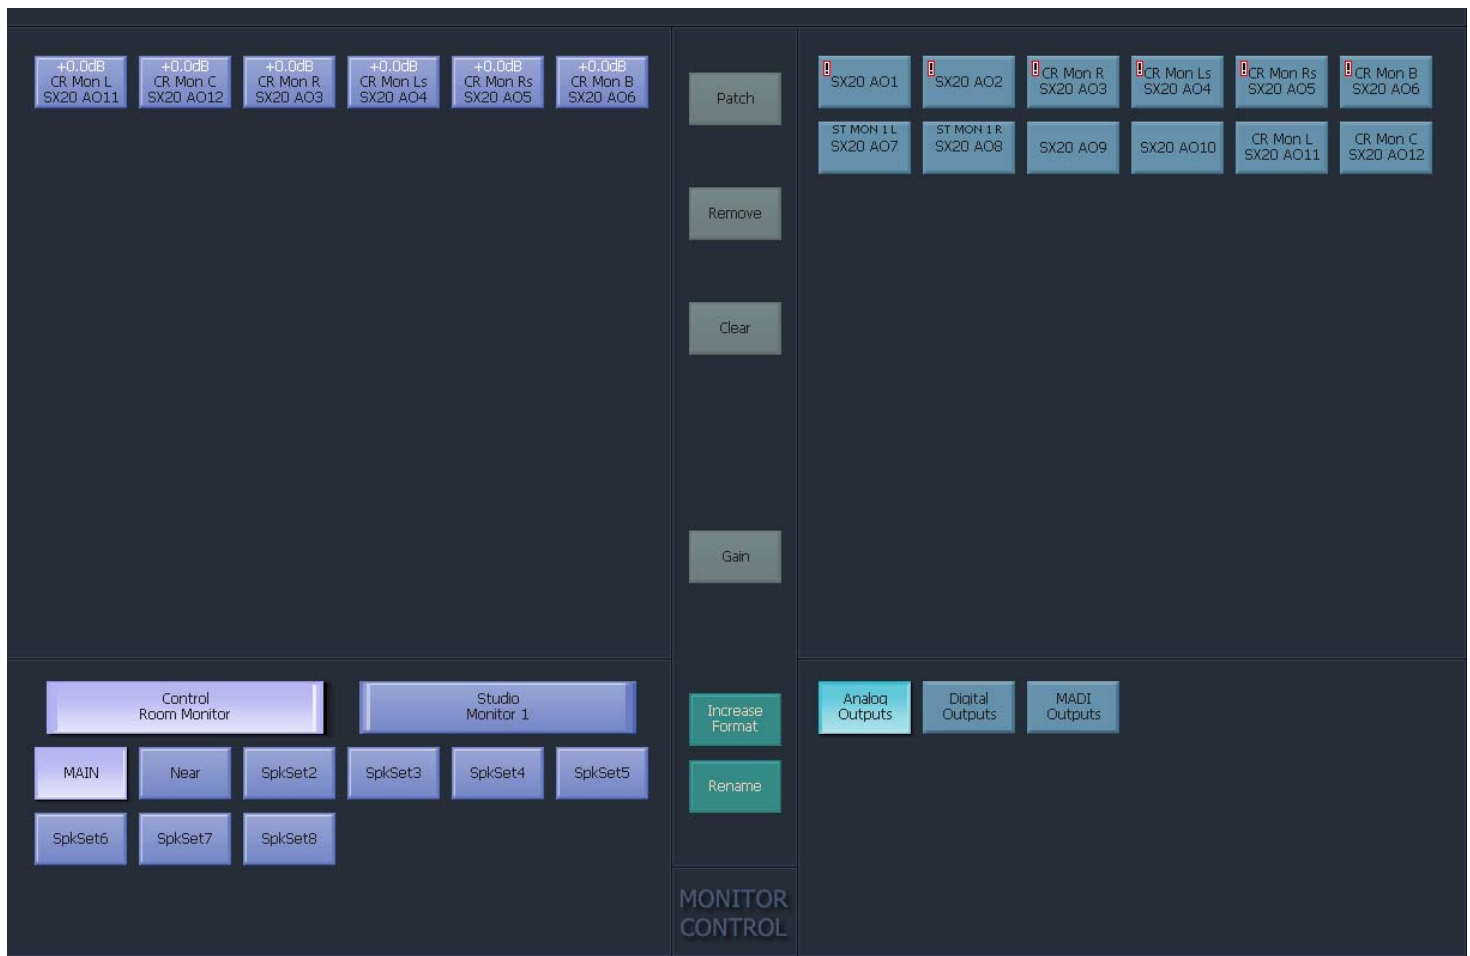 +0.0dB
CR Mon L
SX20 AO11
+0.0dB
CR Mon C
SX20 AO12
+0.0dB
CR Mon R
SX20 AO3
+0.0dB
CR Mon Ls
SX20 AO4
+0.0dB
CR Mon Rs
SX20 AO5
+0.0dB
CR Mon B
SX20 AO6
Patch
Remove
Clear
Gain
!
SX20 AO1
!
SX20 AO2
!
CR Mon R
SX20 AO3
!
CR Mon Ls
SX20 AO4
!
CR Mon Rs
SX20 AO5
!
CR Mon B
SX20 AO6
ST MON 1 L
SX20 AO7
ST MON 1 R
SX20 AO8
SX20 AO9
SX20 AO10
CR Mon L
SX20 AO11
CR Mon C
SX20 AO12
Control
Room Monitor
Studio
Monitor 1
MAIN
Near
SpkSet2
SpkSet3
SpkSet4
SpkSet5
SpkSet6
SpkSet7
SpkSet8
Increase
Format
Rename
MONITOR
CONTROL
Analog
Outputs
Digital
Outputs
MADI
Outputs